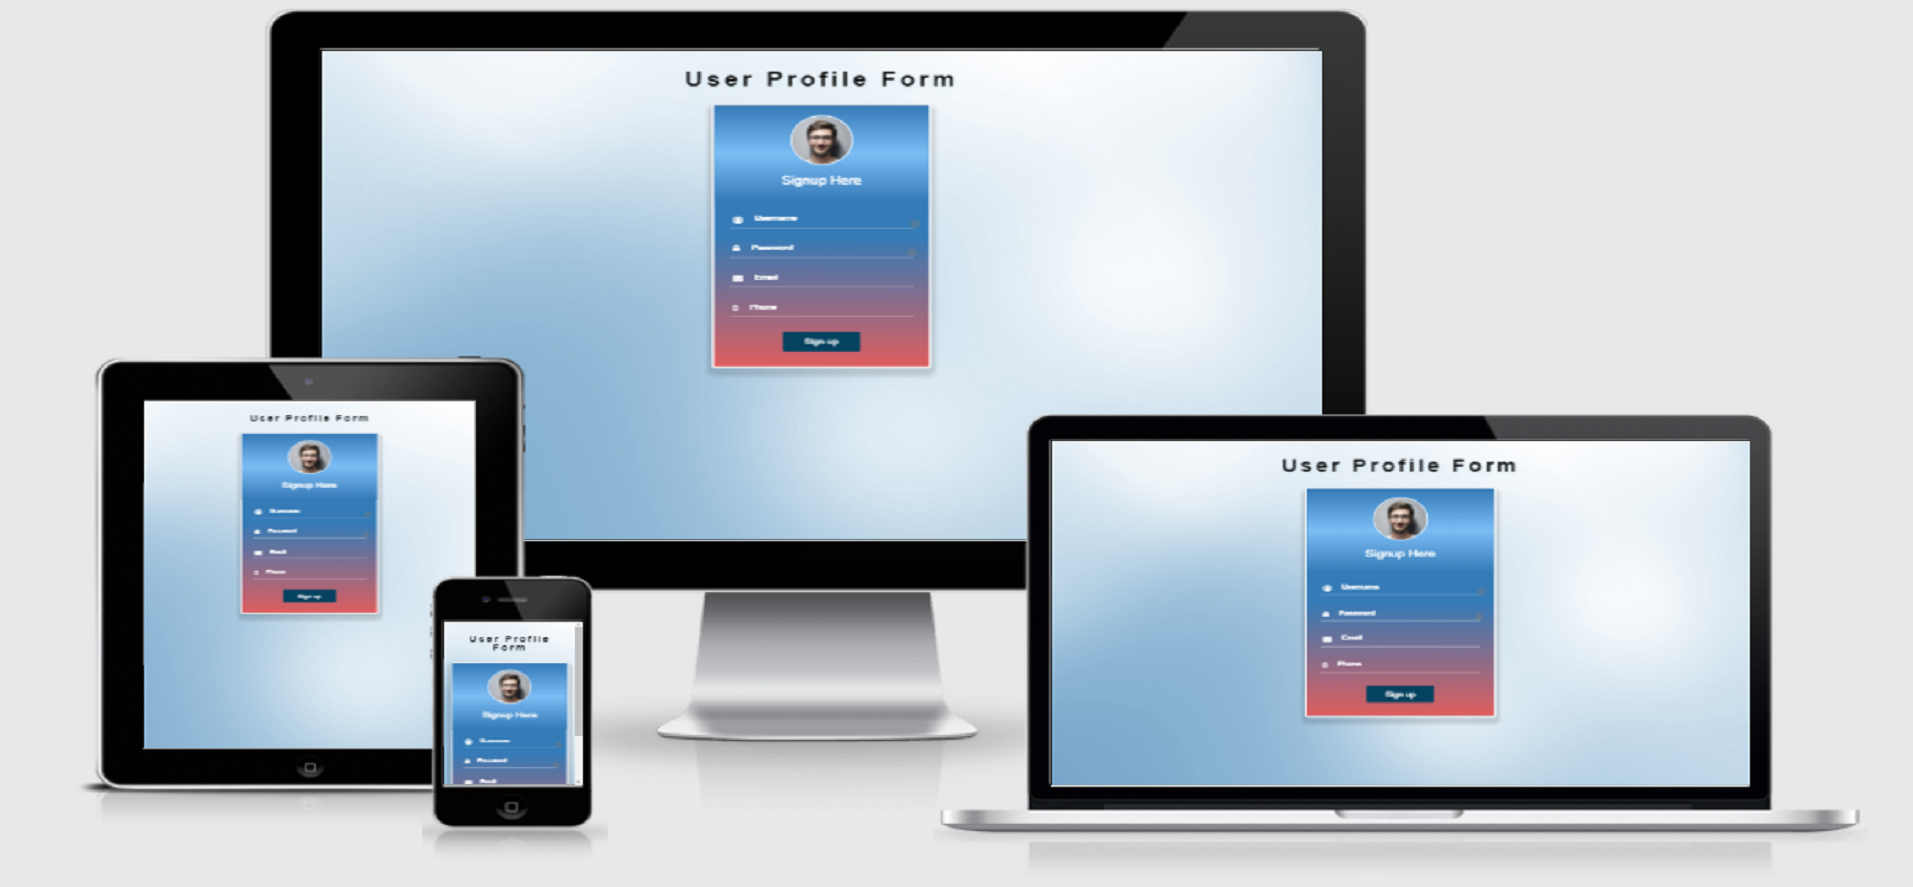 User Profile Form
Signup Here
Username
Password
Email
Phone
Sign up
User Profile Form
Signup Here
Username
Password
Email
Phone
Sign up
User Profile
Form
Signup Here
Username
Password
Email
User Profile Form
Signup Here
Username
Password
Email
Phone
Sign up